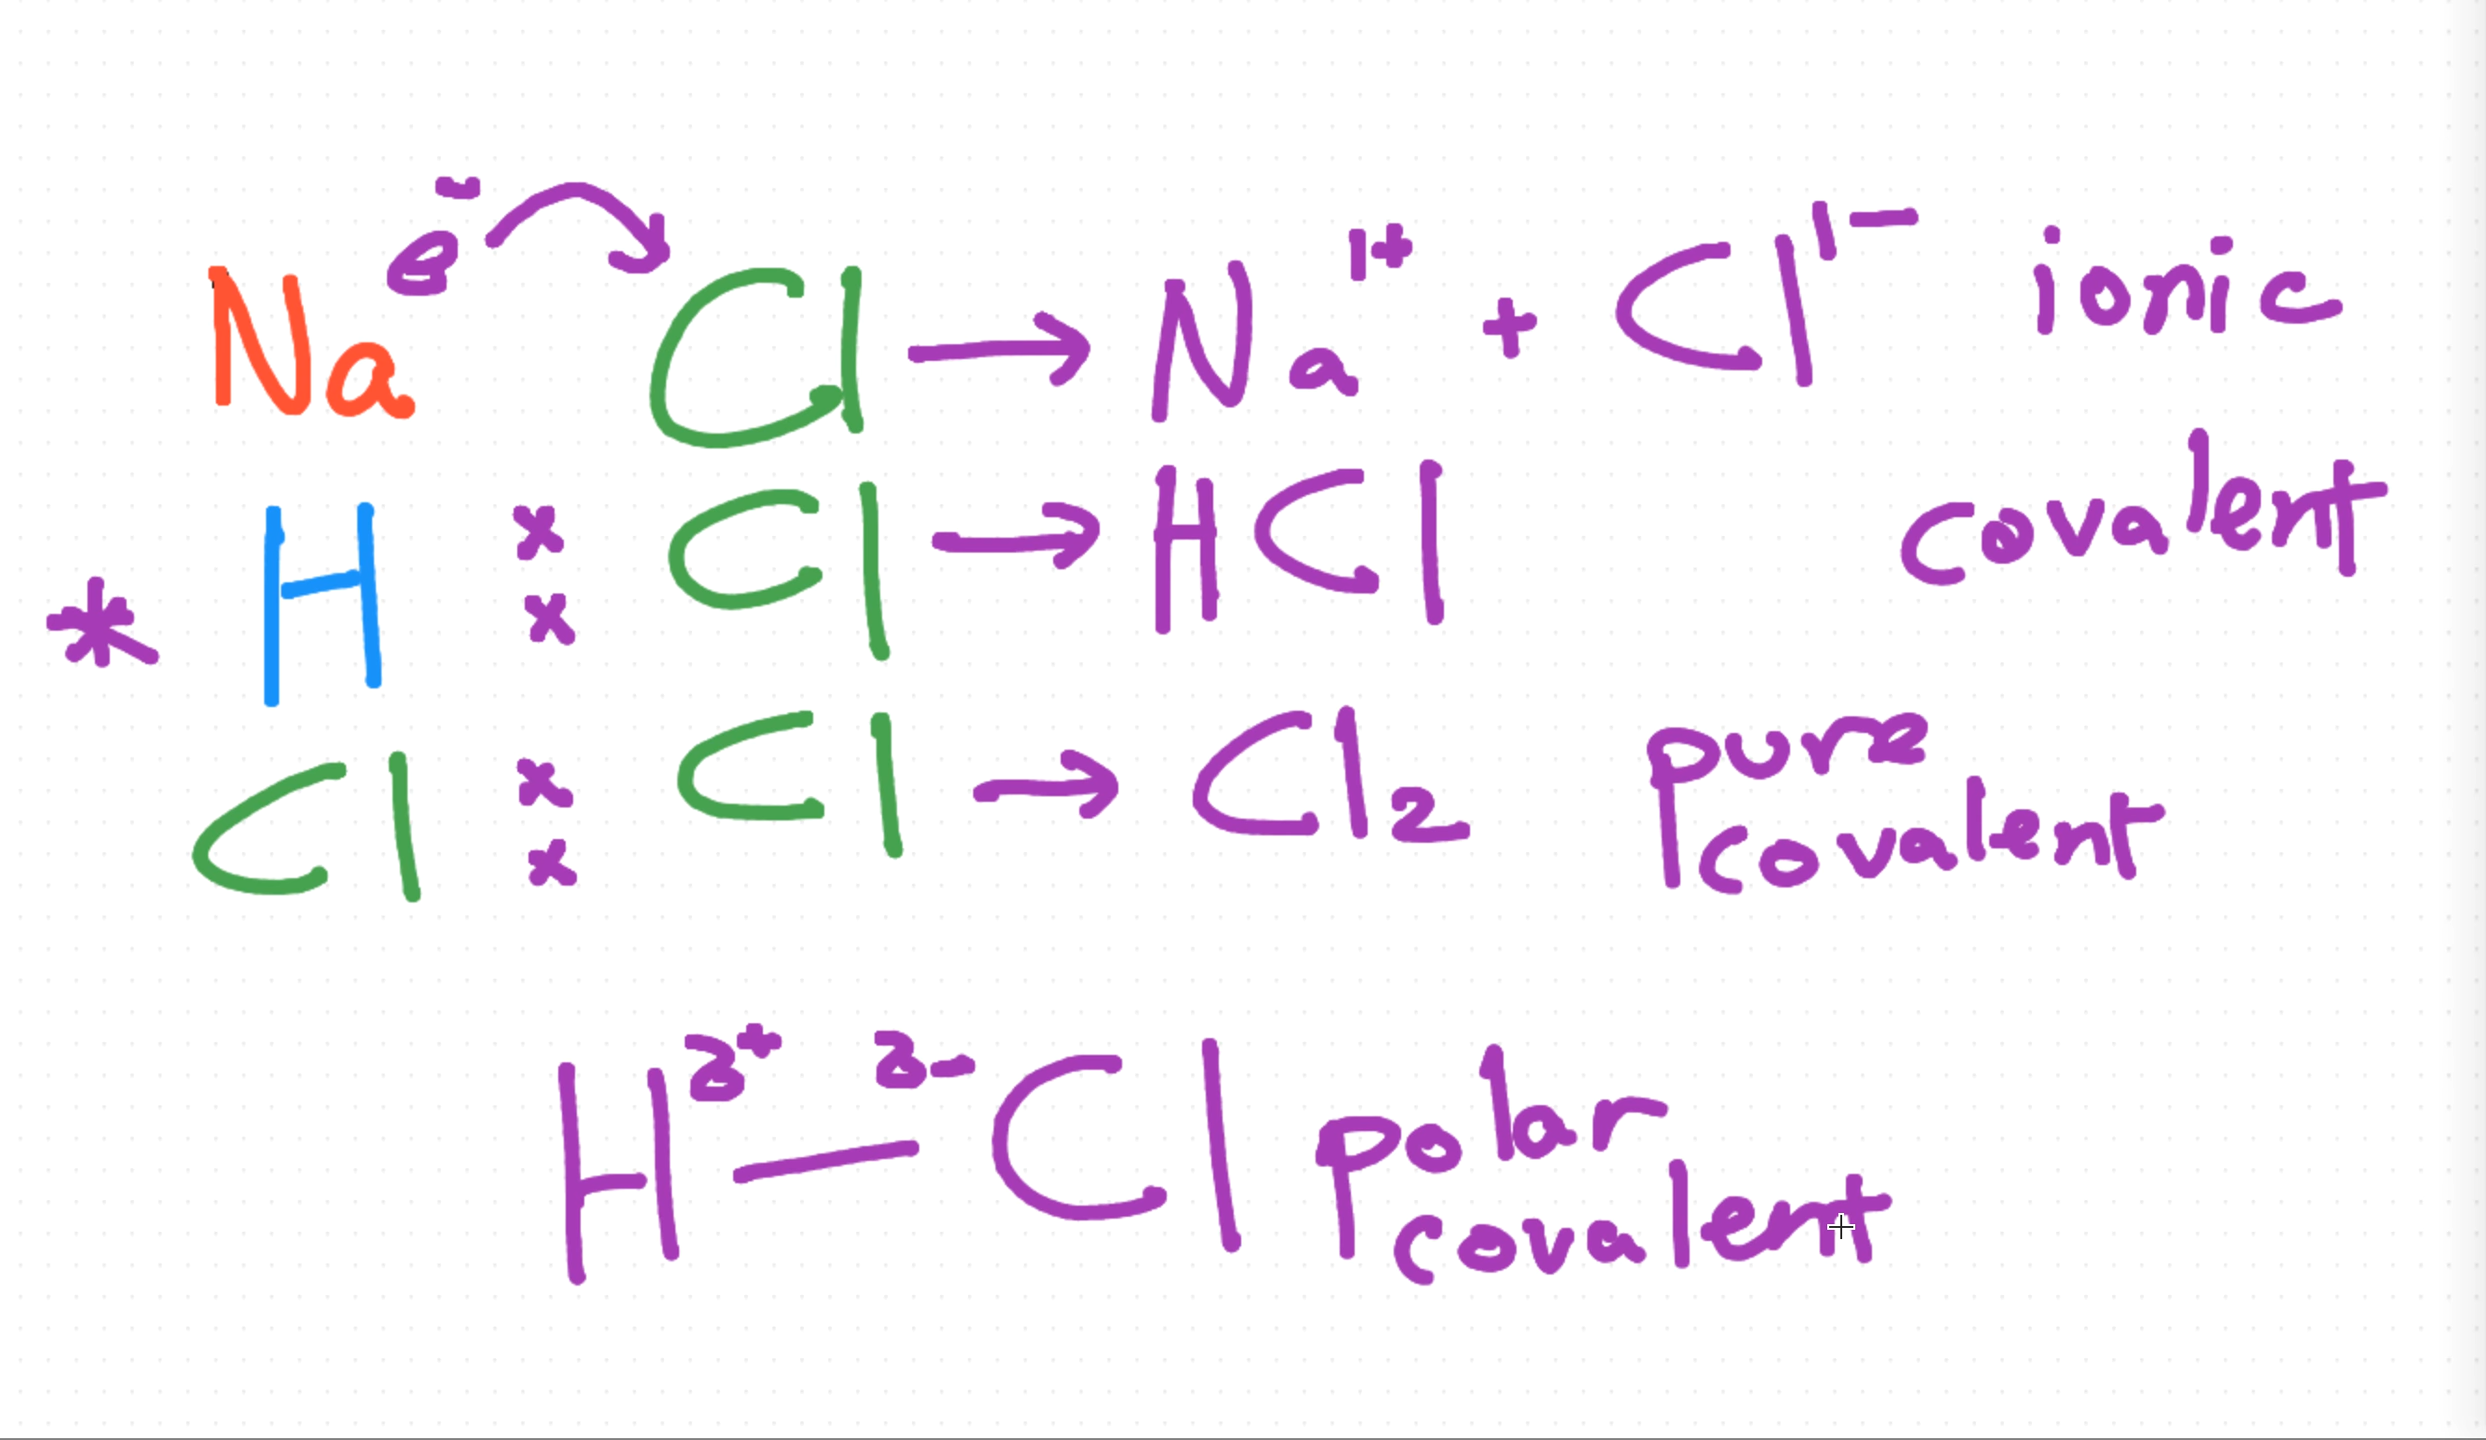 Na e⁻ Cl → Na¹⁺ + Cl¹⁻ ionic
* H ×× Cl → HCl covalent
Cl ×× Cl → Cl₂ pure covalent
H^δ+ — ^δ-Cl polar covalent